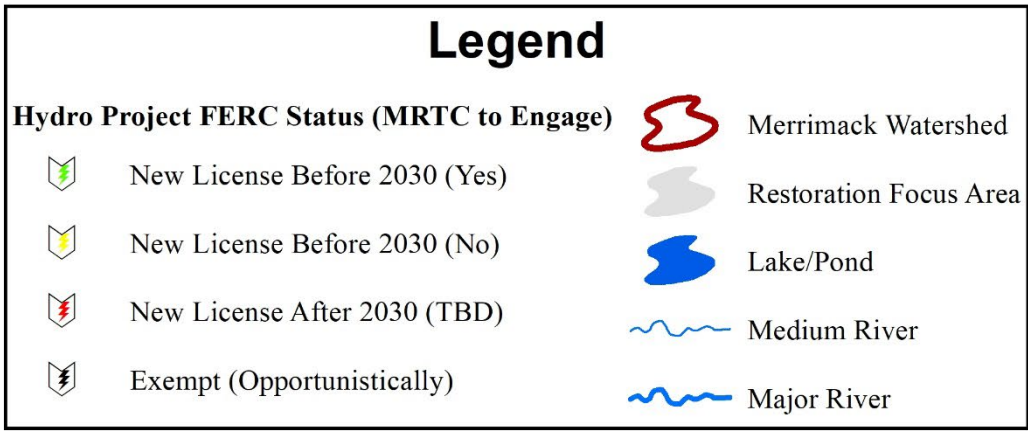 Legend
Hydro Project FERC Status (MRTC to Engage)
New License Before 2030 (Yes)
New License Before 2030 (No)
New License After 2030 (TBD)
Exempt (Opportunistically)
Merrimack Watershed
Restoration Focus Area
Lake/Pond
Medium River
Major River